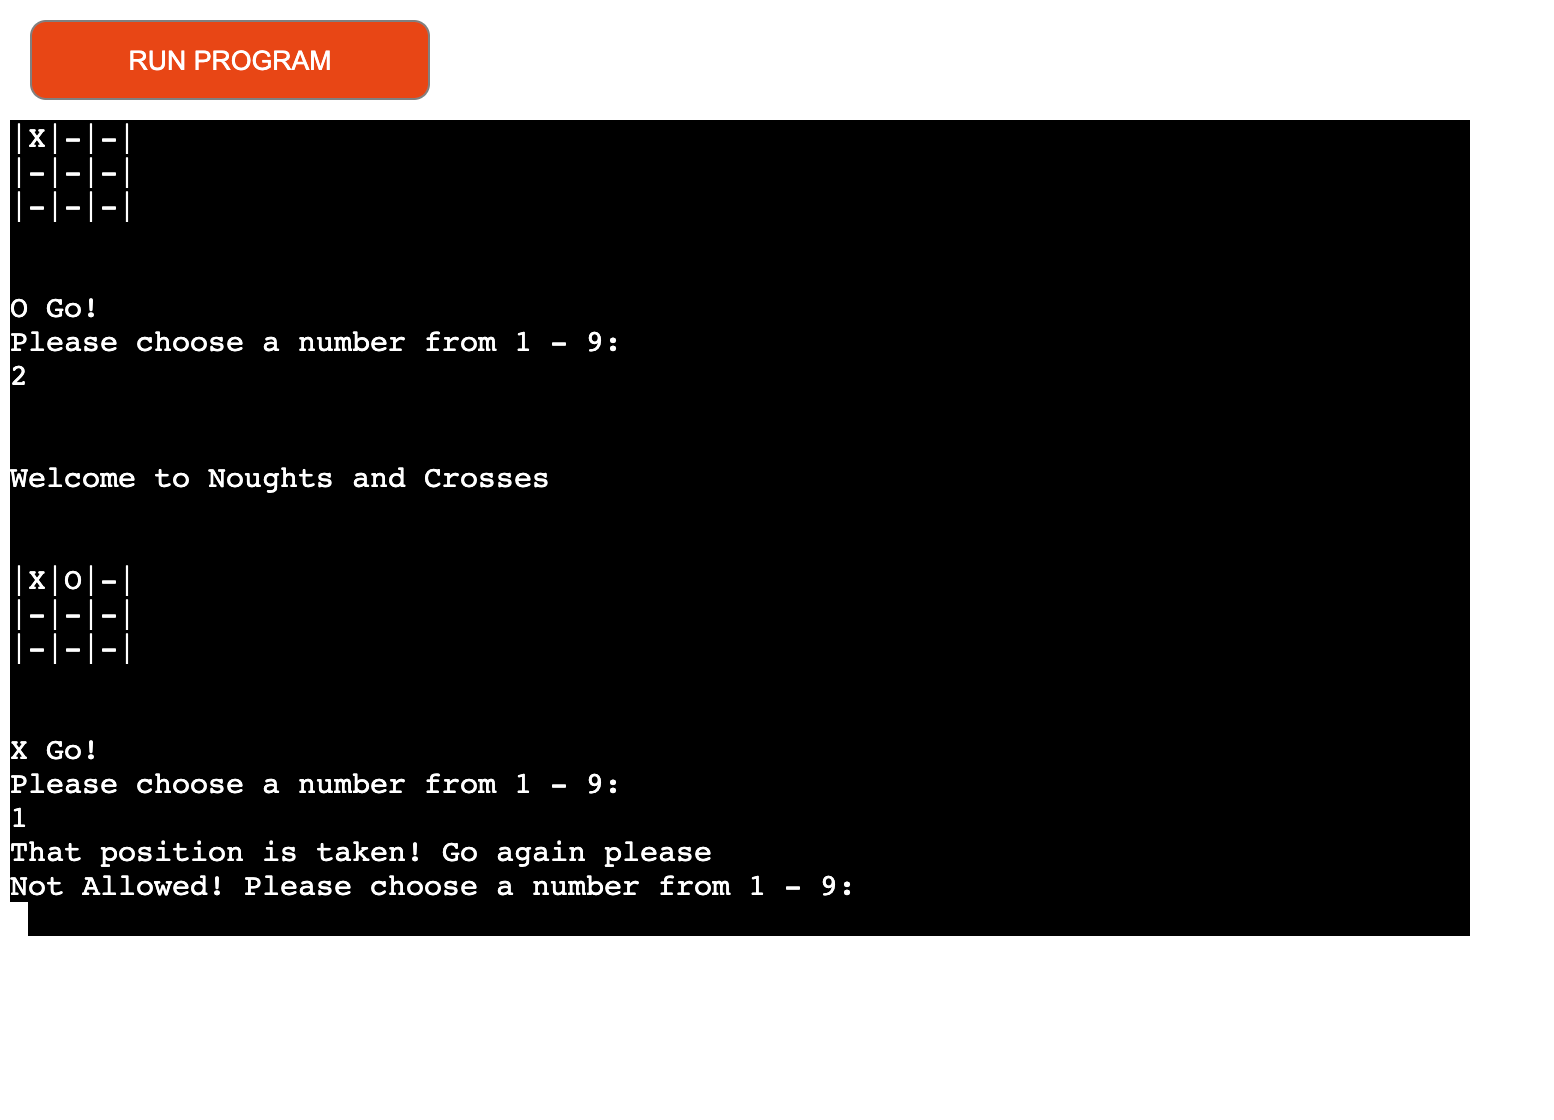 RUN PROGRAM
|X|-|-|
|-|-|-|
|-|-|-|
O Go!
Please choose a number from 1 - 9:
2
Welcome to Noughts and Crosses
|X|O|-|
|-|-|-|
|-|-|-|
X Go!
Please choose a number from 1 - 9:
1
That position is taken! Go again please
Not Allowed! Please choose a number from 1 - 9: